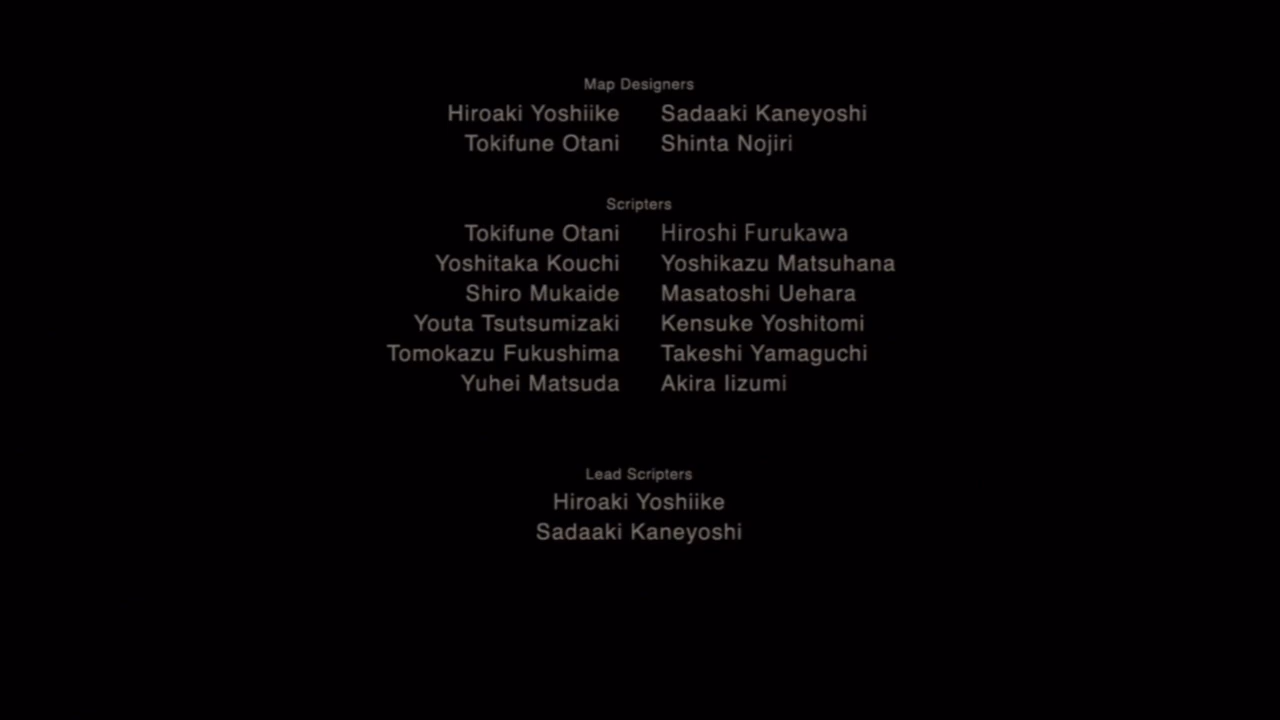 Map Designers
Hiroaki Yoshiike Sadaaki Kaneyoshi
Tokifune Otani Shinta Nojiri
Scripters
Tokifune Otani Hiroshi Furukawa
Yoshitaka Kouchi Yoshikazu Matsuhana
Shiro Mukaide Masatoshi Uehara
Youta Tsutsumizaki Kensuke Yoshitomi
Tomokazu Fukushima Takeshi Yamaguchi
Yuhei Matsuda Akira Iizumi
Lead Scripters
Hiroaki Yoshiike
Sadaaki Kaneyoshi